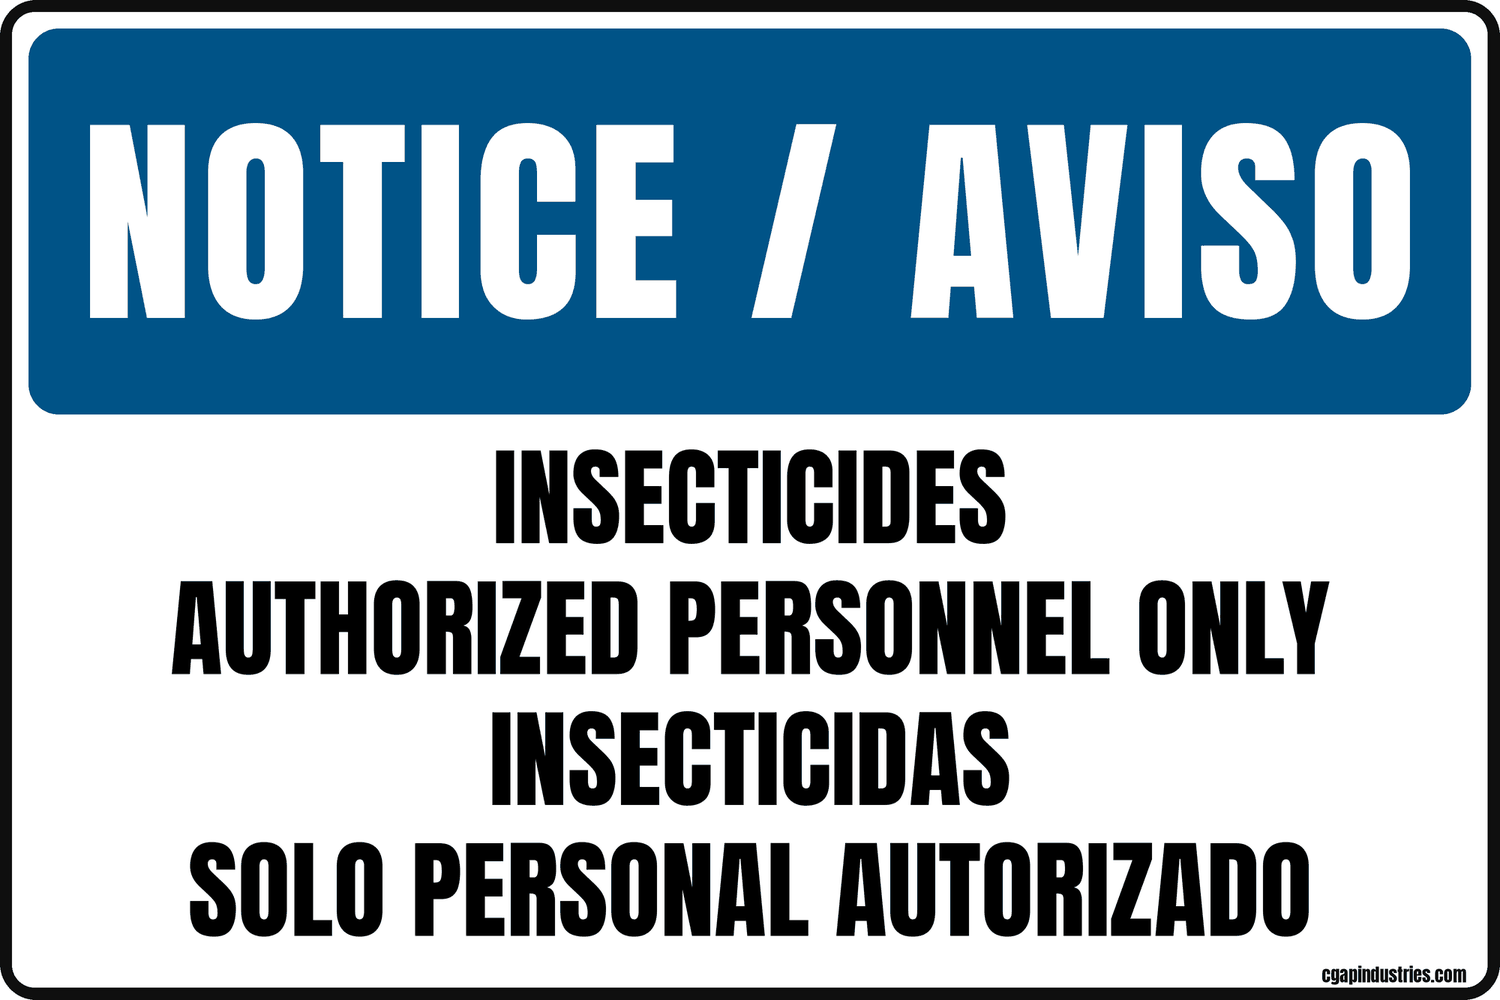 NOTICE / AVISO
INSECTICIDES
AUTHORIZED PERSONNEL ONLY
INSECTICIDAS
SOLO PERSONAL AUTORIZADO
cgapindustries.com